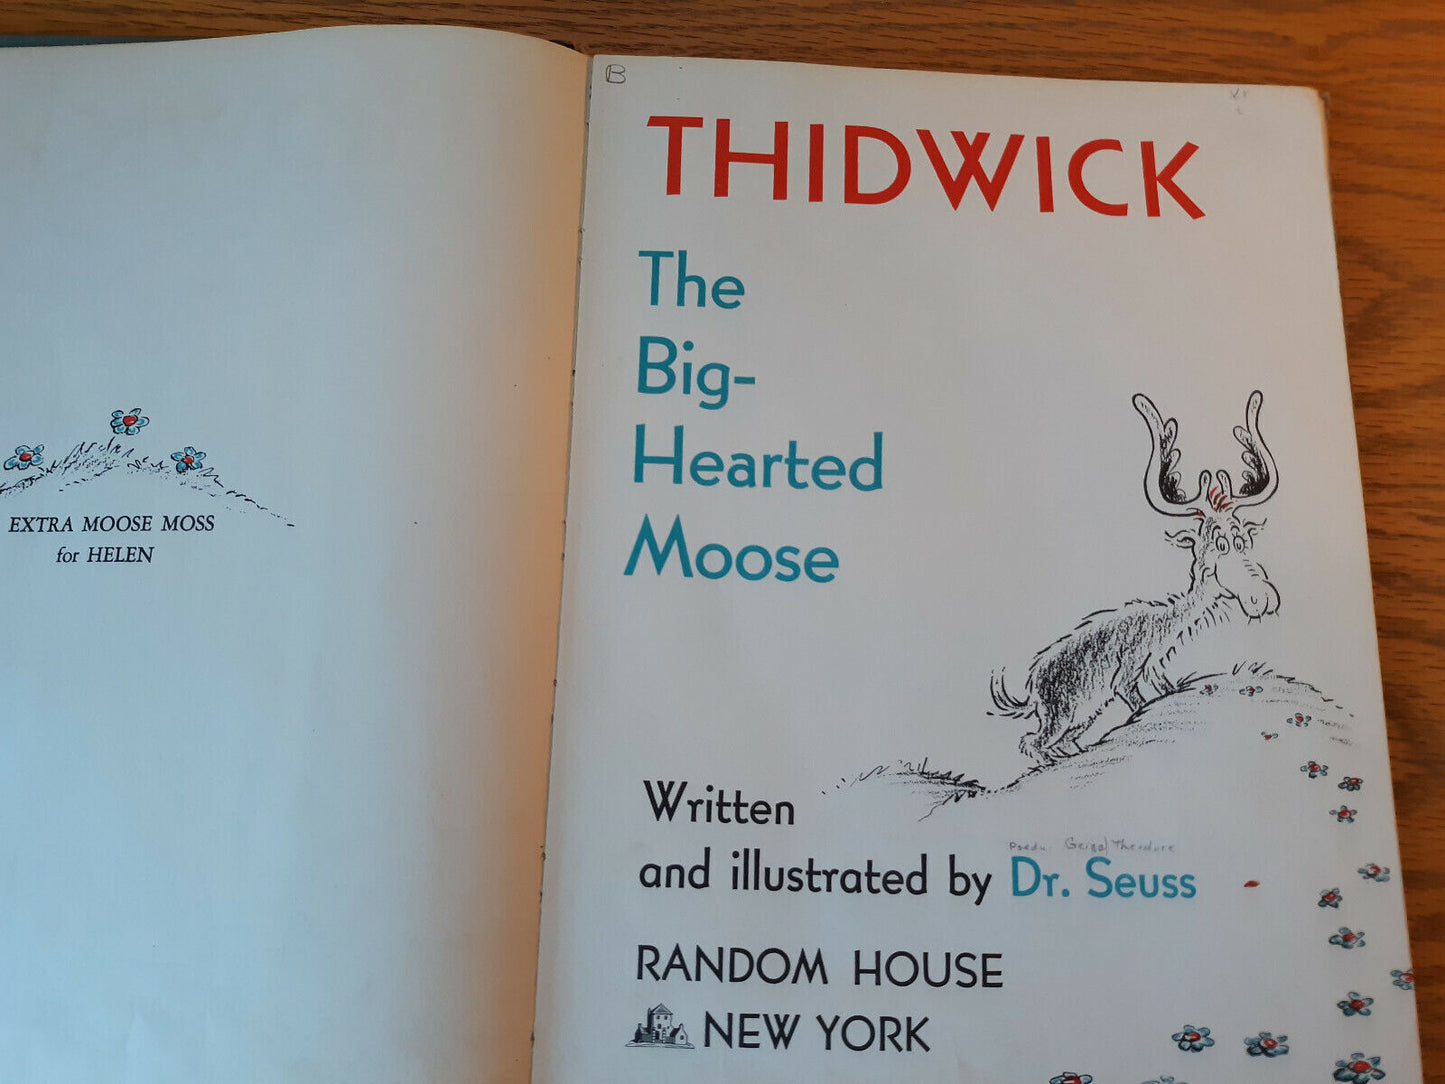 EXTRA MOOSE MOSS
for HELEN
B
THIDWICK
The
Big-
Hearted
Moose
Written
Geisel Theodore
and illustrated by Dr. Seuss
RANDOM HOUSE
NEW YORK